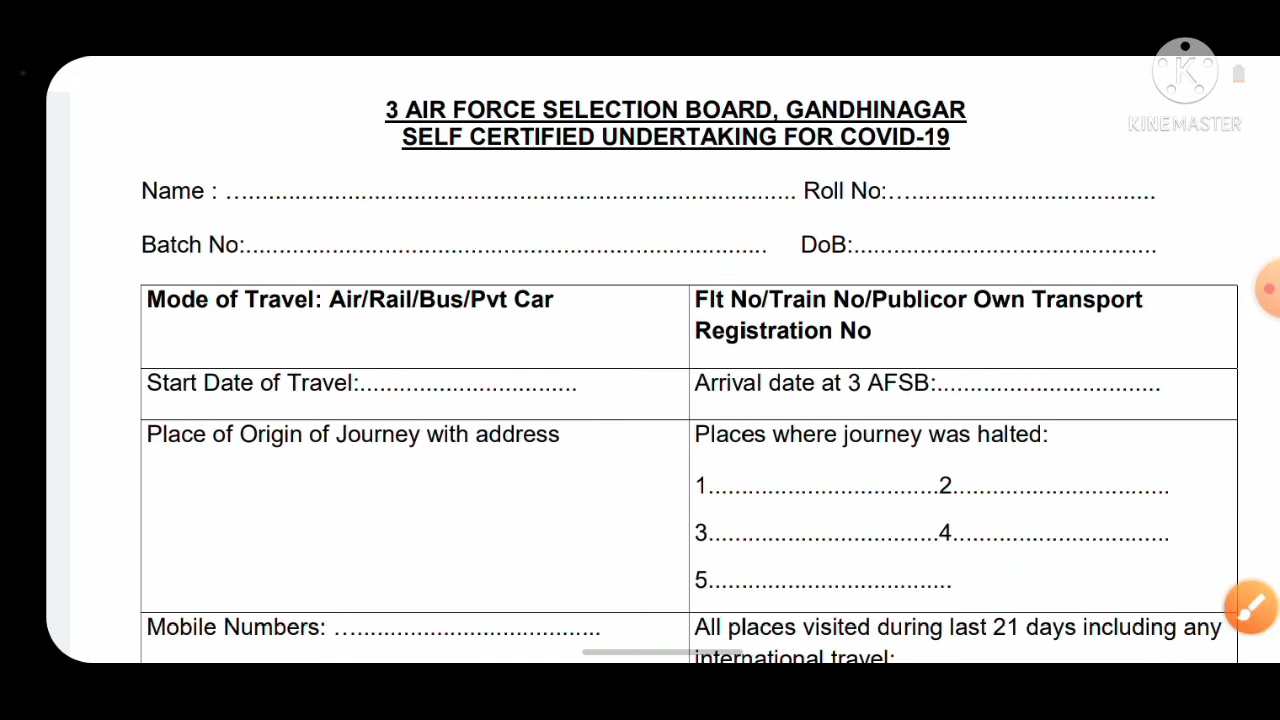 3 AIR FORCE SELECTION BOARD, GANDHINAGAR
SELF CERTIFIED UNDERTAKING FOR COVID-19
K
KINEMASTER
Name : ….................................................................................... Roll No:…......................................
Batch No:............................................................................... DoB:..............................................
Mode of Travel: Air/Rail/Bus/Pvt Car
Flt No/Train No/Publicor Own Transport
Registration No
Start Date of Travel:.................................
Arrival date at 3 AFSB:..................................
Place of Origin of Journey with address
Places where journey was halted:
1...................................2.................................
3...................................4.................................
5.....................................
Mobile Numbers: ….....................................
All places visited during last 21 days including any
international travel: